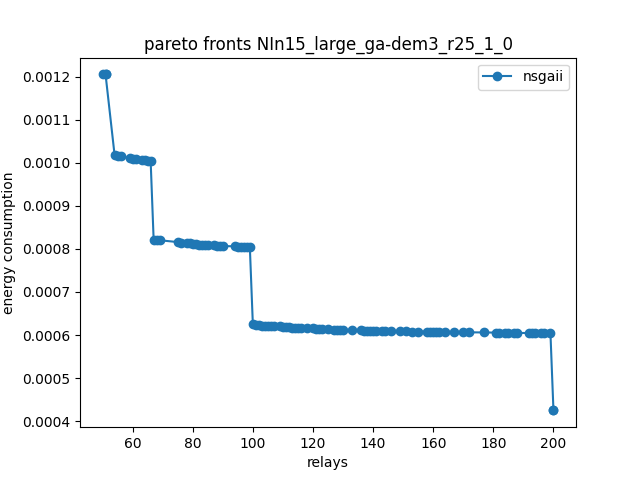 pareto fronts NIn15_large_ga-dem3_r25_1_0
nsgaii
energy consumption
0.0012
0.0011
0.0010
0.0009
0.0008
0.0007
0.0006
0.0005
0.0004
60 80 100 120 140 160 180 200
relays